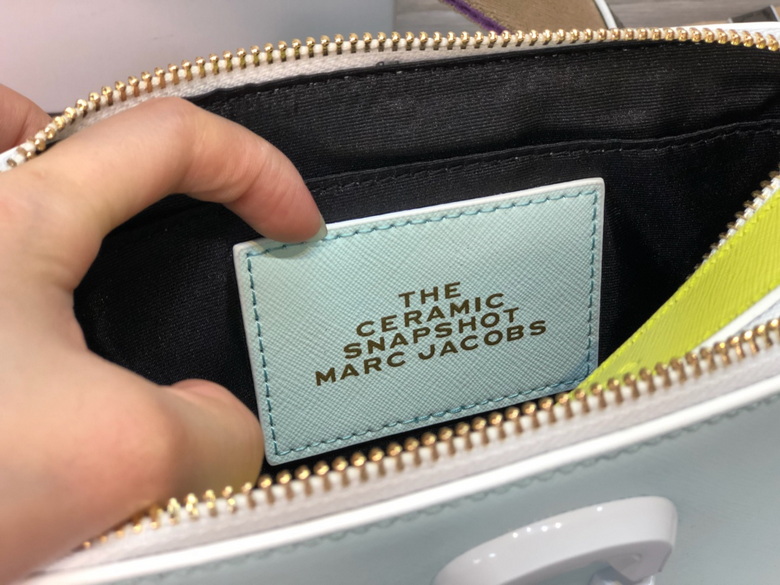 THE
CERAMIC
SNAPSHOT
MARC JACOBS